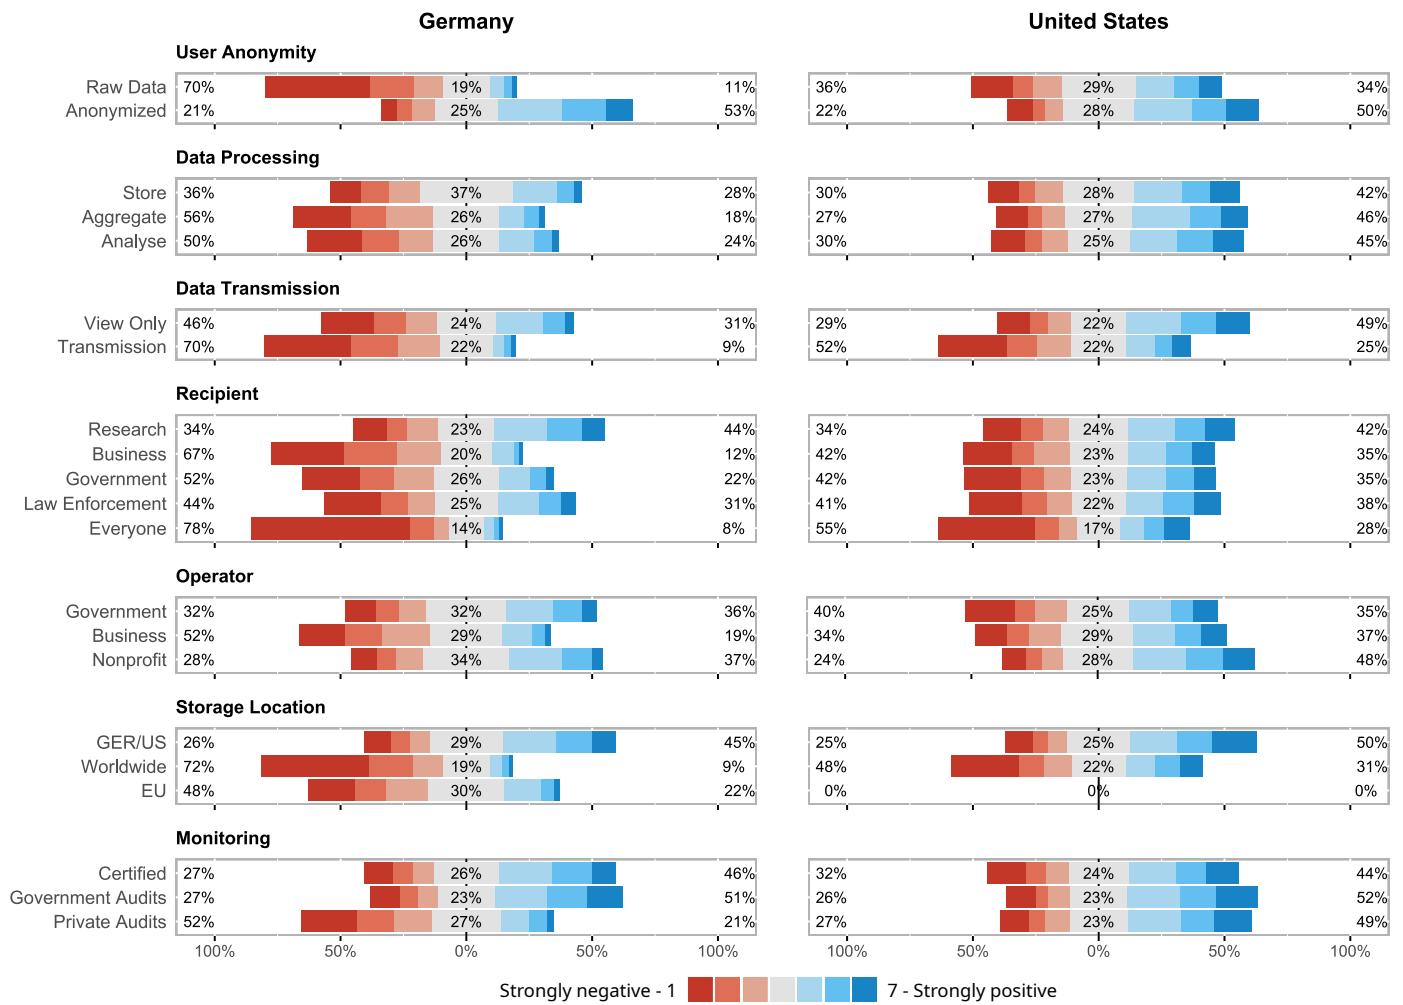 Germany United States
User Anonymity
Raw Data 70% 19% 11% 36% 29% 34%
Anonymized 21% 25% 53% 22% 28% 50%
Data Processing
Store 36% 37% 28% 30% 28% 42%
Aggregate 56% 26% 18% 27% 27% 46%
Analyse 50% 26% 24% 30% 25% 45%
Data Transmission
View Only 46% 24% 31% 29% 22% 49%
Transmission 70% 22% 9% 52% 22% 25%
Recipient
Research 34% 23% 44% 34% 24% 42%
Business 67% 20% 12% 42% 23% 35%
Government 52% 26% 22% 42% 23% 35%
Law Enforcement 44% 25% 31% 41% 22% 38%
Everyone 78% 14% 8% 55% 17% 28%
Operator
Government 32% 32% 36% 40% 25% 35%
Business 52% 29% 19% 34% 29% 37%
Nonprofit 28% 34% 37% 24% 28% 48%
Storage Location
GER/US 26% 29% 45% 25% 25% 50%
Worldwide 72% 19% 9% 48% 22% 31%
EU 48% 30% 22% 0% 0% 0%
Monitoring
Certified 27% 26% 46% 32% 24% 44%
Government Audits 27% 23% 51% 26% 23% 52%
Private Audits 52% 27% 21% 27% 23% 49%
100% 50% 0% 50% 100% 100% 50% 0% 50% 100%
Strongly negative - 1 7 - Strongly positive